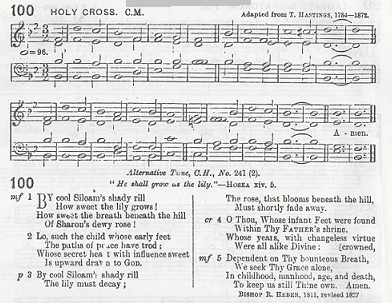 100 HOLY CROSS. C.M. Adapted from T. HASTINGS, 1784—1872.
=96.
A - men.
Alternative Tune, C.H., No. 241 (2).
100 "He shall grow as the lily."—HOSEA xiv. 5.
mf 1 BY cool Siloam's shady rill
How sweet the lily grows!
How sweet the breath beneath the hill
Of Sharon's dewy rose!
2 Lo, such the child whose early feet
The paths of peace have trod;
Whose secret heart with influence sweet
Is upward drawn to God.
p 3 By cool Siloam's shady rill
The lily must decay;
The rose, that blooms beneath the hill,
Must shortly fade away.
cr 4 O Thou, Whose infant Feet were found
Within Thy FATHER'S shrine,
Whose years, with changeless virtue
Were all alike Divine: [crowned,
mf 5 Dependent on Thy bounteous Breath,
We seek Thy Grace alone,
In childhood, manhood, age, and death,
To keep us still Thine own. Amen.
BISHOP R. HEBER, 1811, revised 1827